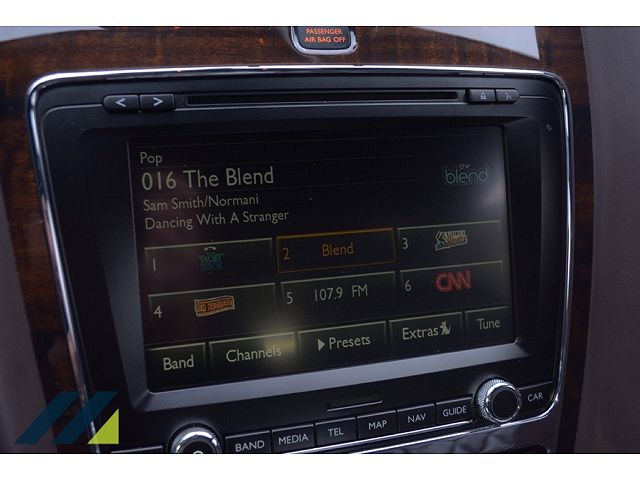 PASSENGER
AIR BAG OFF
Pop
016 The Blend
the
blend
Sam Smith/Normani
Dancing With A Stranger
1 YACHT
ROCK
2 Blend
3
4
5 107.9 FM
6 CNN
Band
Channels
Presets
Extras
Tune
BAND
MEDIA
TEL
MAP
NAV
GUIDE
CAR